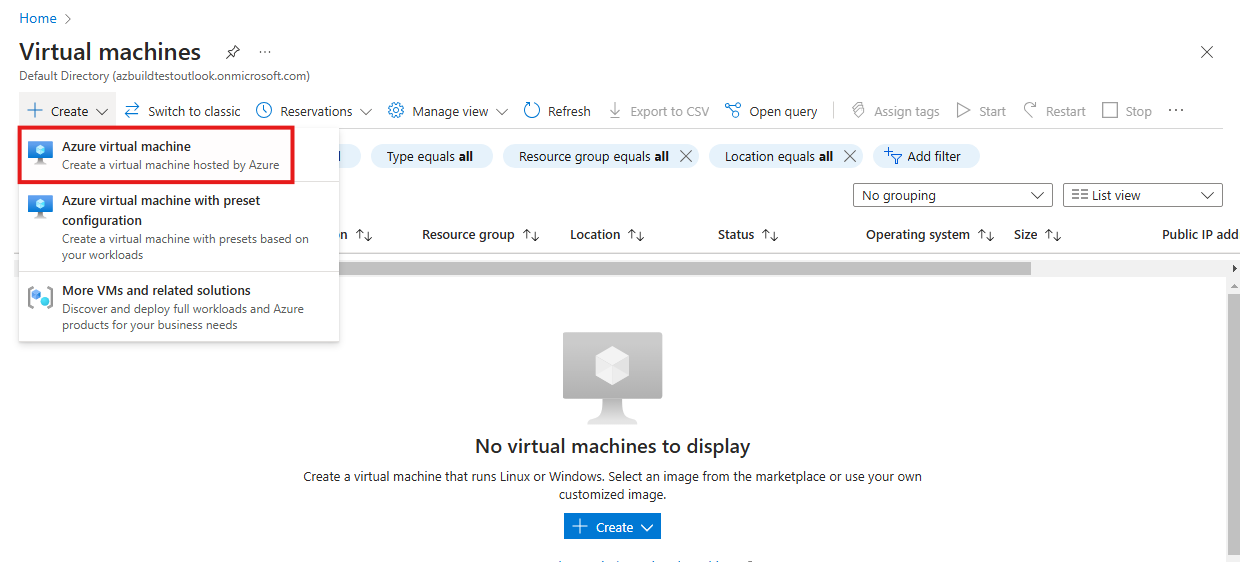 Home
Virtual machines
Default Directory (azbuildtestoutlook.onmicrosoft.com)
Create
Switch to classic
Reservations
Manage view
Refresh
Export to CSV
Open query
Assign tags
Start
Restart
Stop
Azure virtual machine
Create a virtual machine hosted by Azure
Azure virtual machine with preset
configuration
Create a virtual machine with presets based on
your workloads
More VMs and related solutions
Discover and deploy full workloads and Azure
products for your business needs
Type equals all
Resource group equals all
Location equals all
Add filter
No grouping
List view
Resource group
Location
Status
Operating system
Size
Public IP add
No virtual machines to display
Create a virtual machine that runs Linux or Windows. Select an image from the marketplace or use your own
customized image.
Create